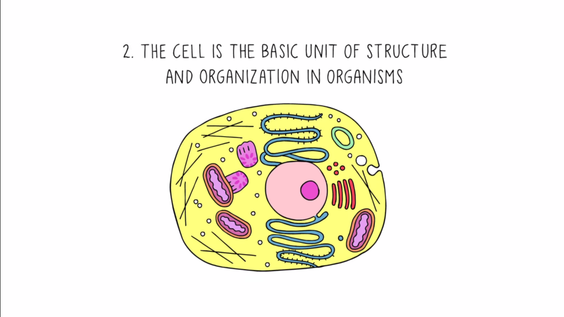 2. THE CELL IS THE BASIC UNIT OF STRUCTURE
AND ORGANIZATION IN ORGANISMS